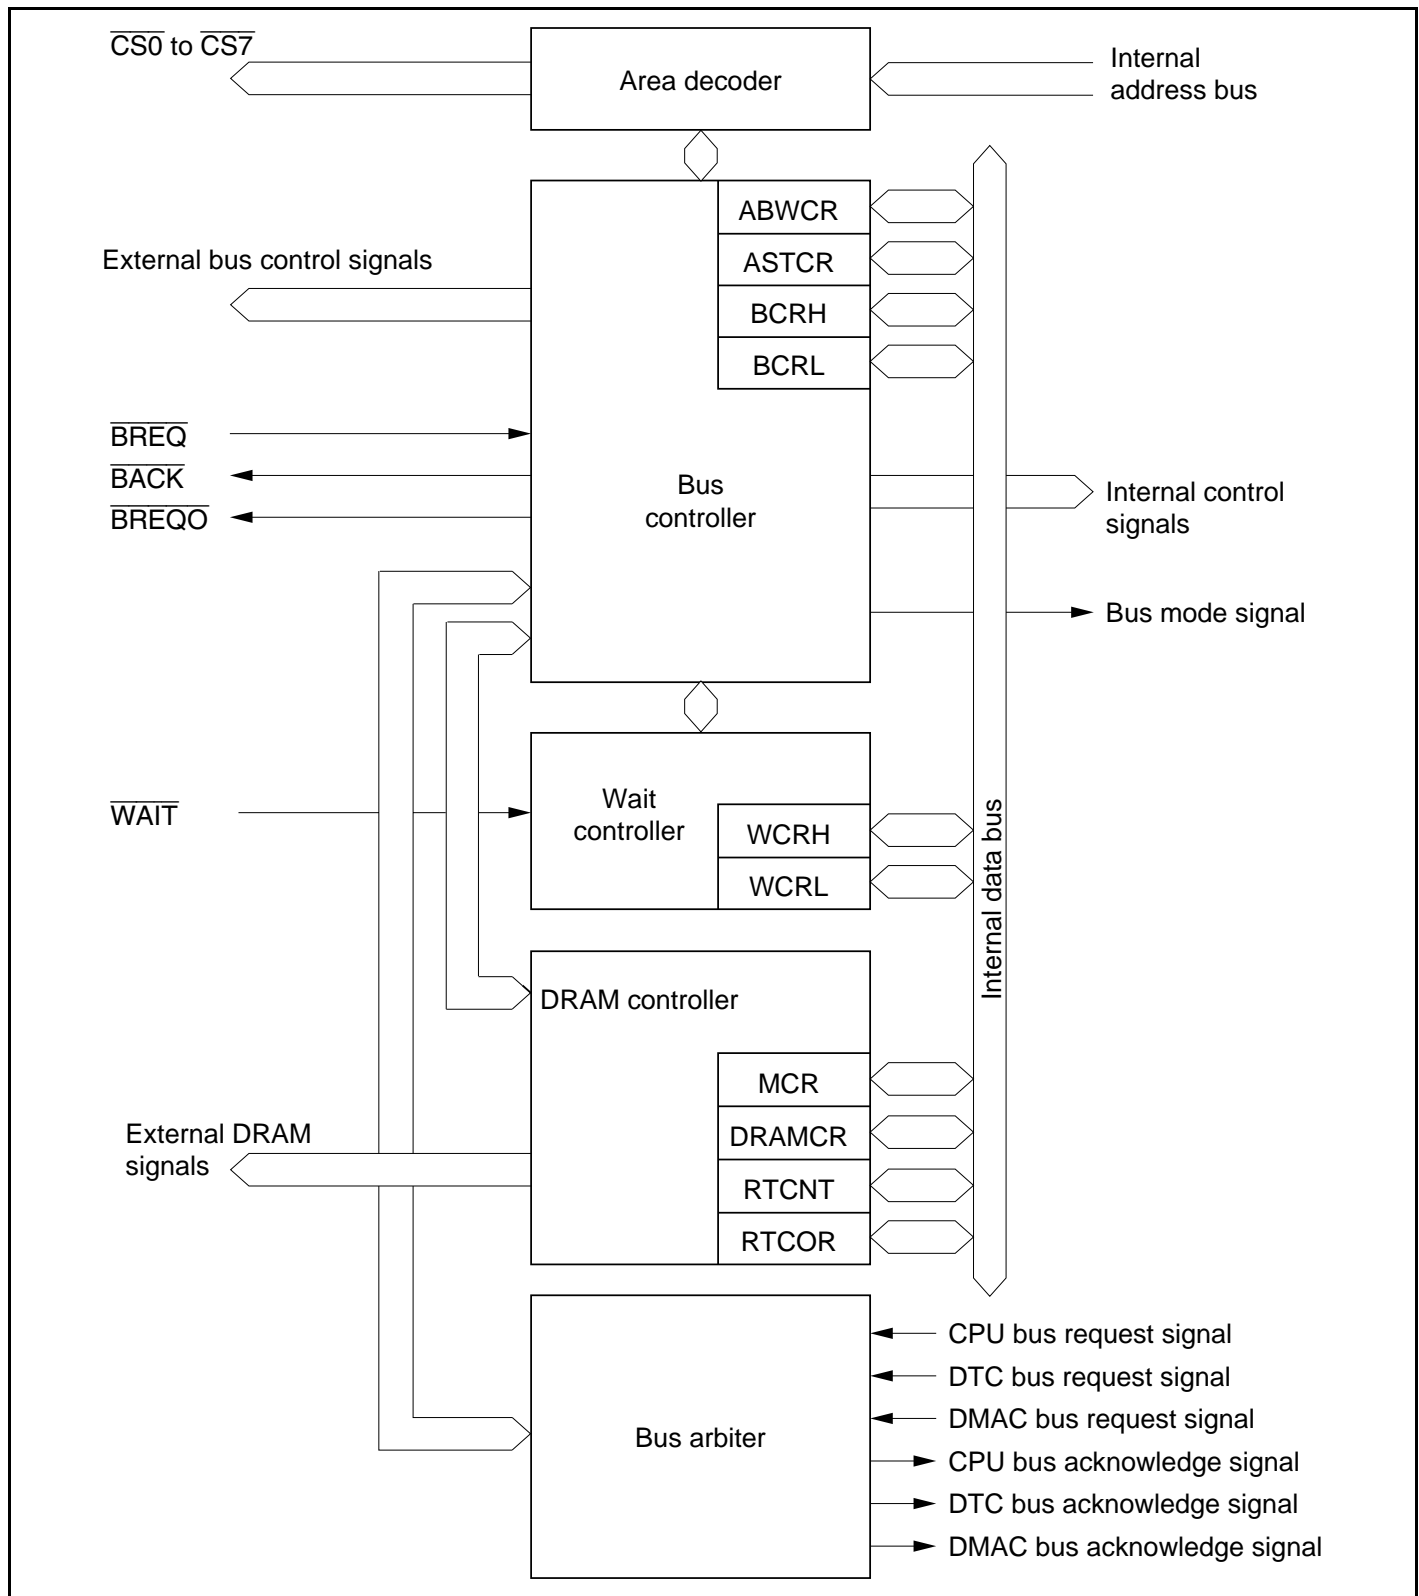 CS0 to CS7
Area decoder
Internal
address bus
ABWCR
ASTCR
BCRH
BCRL
External bus control signals
BREQ
BACK
BREQO
Bus
controller
Internal control
signals
Bus mode signal
WAIT
Wait
controller
WCRH
WCRL
Internal data bus
DRAM controller
MCR
DRAMCR
RTCNT
RTCOR
External DRAM
signals
Bus arbiter
CPU bus request signal
DTC bus request signal
DMAC bus request signal
CPU bus acknowledge signal
DTC bus acknowledge signal
DMAC bus acknowledge signal